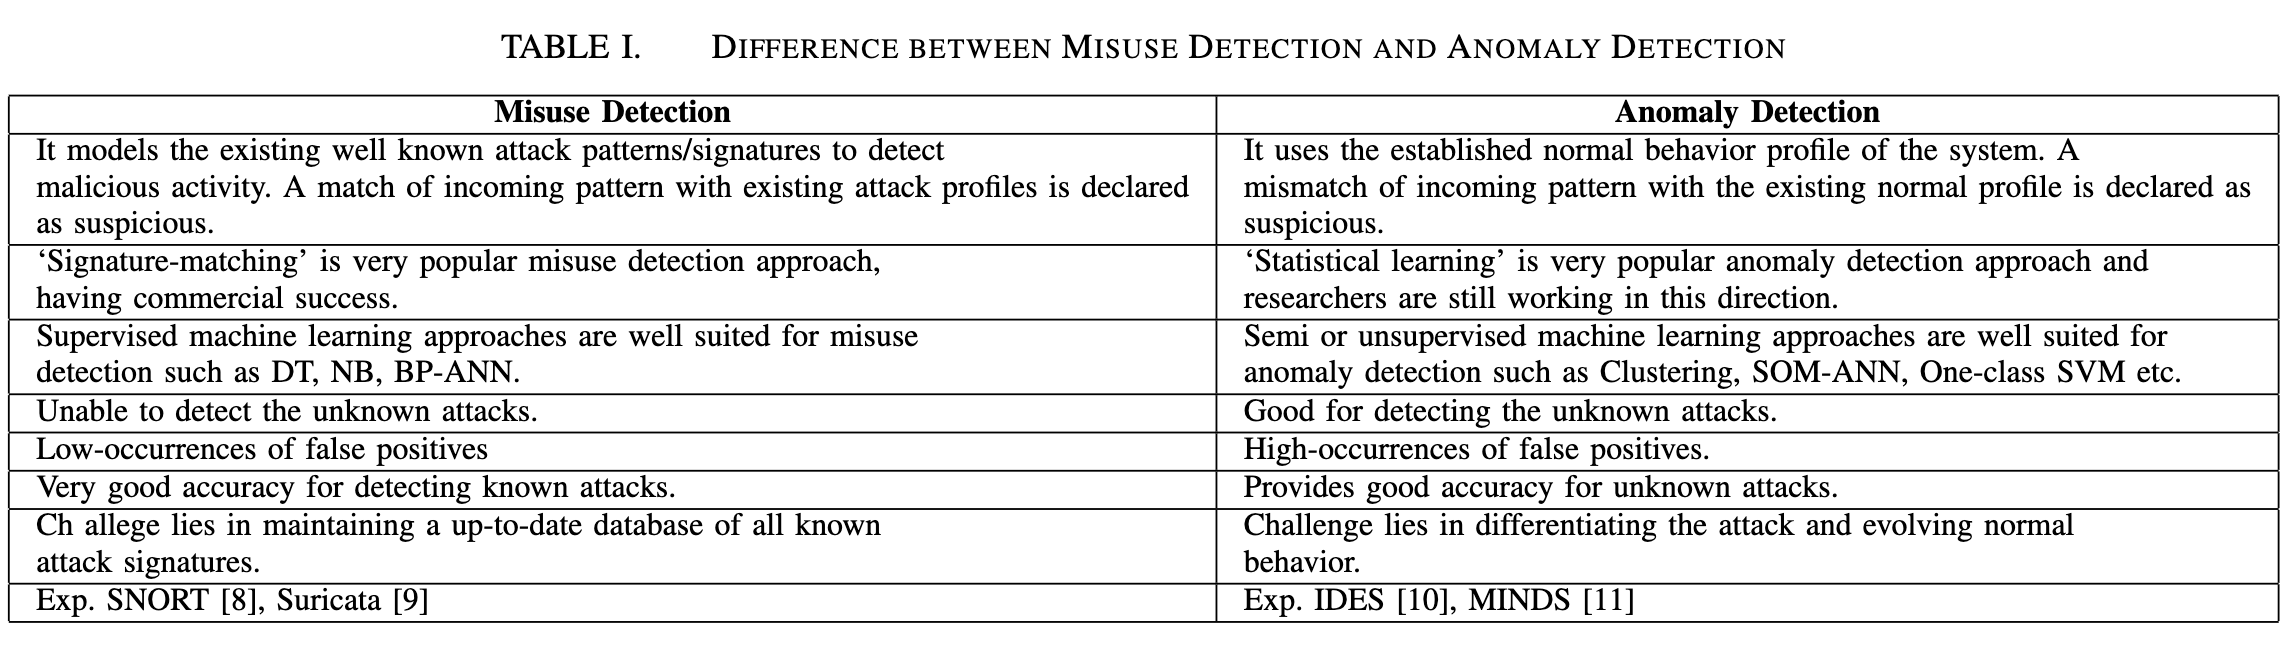 TABLE I. DIFFERENCE BETWEEN MISUSE DETECTION AND ANOMALY DETECTION
Misuse Detection
Anomaly Detection
It models the existing well known attack patterns/signatures to detect
malicious activity. A match of incoming pattern with existing attack profiles is declared
as suspicious.
It uses the established normal behavior profile of the system. A
mismatch of incoming pattern with the existing normal profile is declared as
suspicious.
‘Signature-matching’ is very popular misuse detection approach,
having commercial success.
‘Statistical learning’ is very popular anomaly detection approach and
researchers are still working in this direction.
Supervised machine learning approaches are well suited for misuse
detection such as DT, NB, BP-ANN.
Semi or unsupervised machine learning approaches are well suited for
anomaly detection such as Clustering, SOM-ANN, One-class SVM etc.
Unable to detect the unknown attacks.
Good for detecting the unknown attacks.
Low-occurrences of false positives
High-occurrences of false positives.
Very good accuracy for detecting known attacks.
Provides good accuracy for unknown attacks.
Ch allege lies in maintaining a up-to-date database of all known
attack signatures.
Challenge lies in differentiating the attack and evolving normal
behavior.
Exp. SNORT [8], Suricata [9]
Exp. IDES [10], MINDS [11]